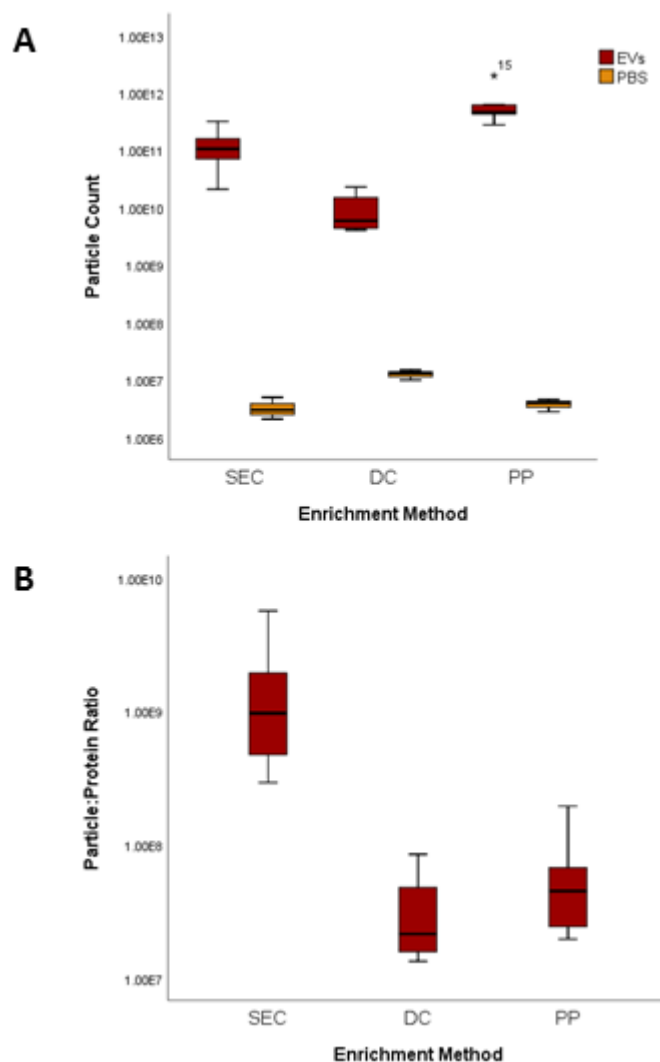 A
1.00E13
1.00E12
1.00E11
1.00E10
1.00E9
1.00E8
1.00E7
1.00E6
Particle Count
* 15
EVs
PBS
SEC DC PP
Enrichment Method
B
1.00E10
1.00E9
1.00E8
1.00E7
Particle:Protein Ratio
SEC DC PP
Enrichment Method